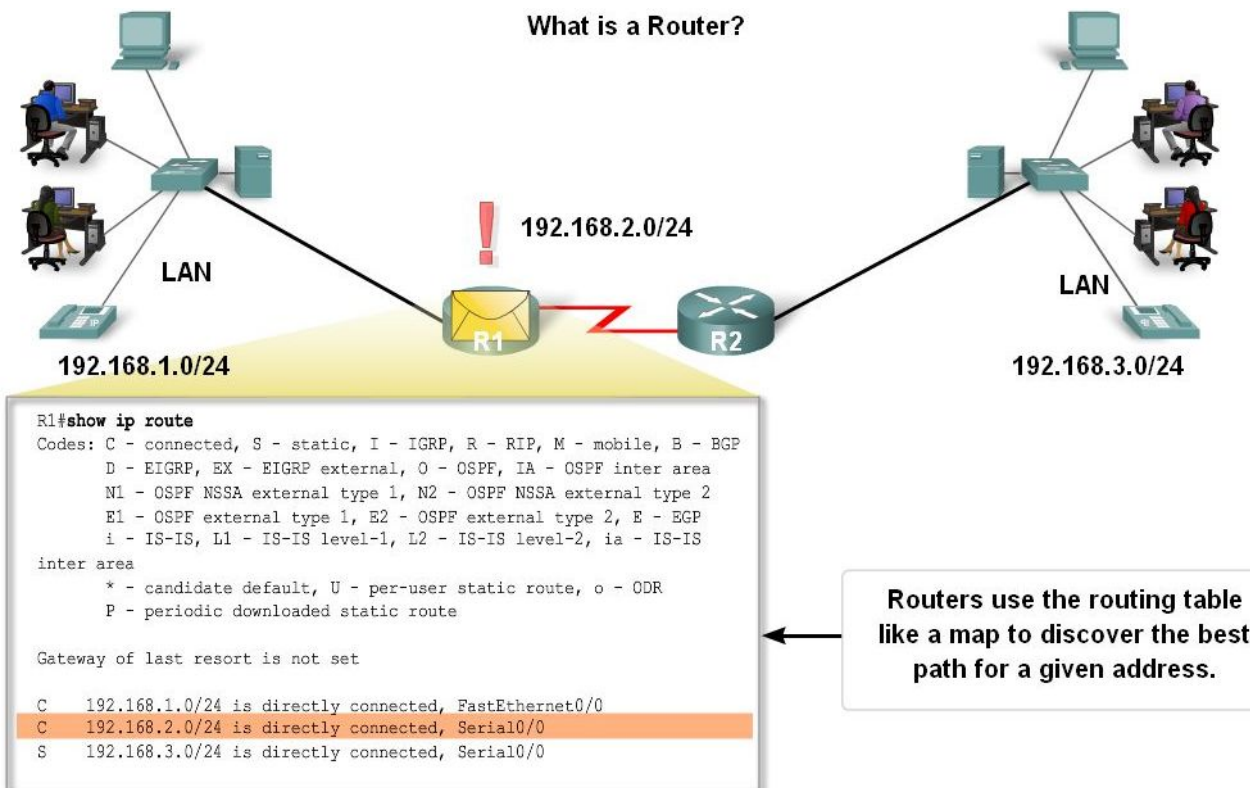 What is a Router?
192.168.2.0/24
LAN
LAN
R1
R2
192.168.1.0/24
192.168.3.0/24
R1#show ip route
Codes: C - connected, S - static, I - IGRP, R - RIP, M - mobile, B - BGP
D - EIGRP, EX - EIGRP external, O - OSPF, IA - OSPF inter area
N1 - OSPF NSSA external type 1, N2 - OSPF NSSA external type 2
E1 - OSPF external type 1, E2 - OSPF external type 2, E - EGP
i - IS-IS, L1 - IS-IS level-1, L2 - IS-IS level-2, ia - IS-IS
inter area
* - candidate default, U - per-user static route, o - ODR
P - periodic downloaded static route
Gateway of last resort is not set
C 192.168.1.0/24 is directly connected, FastEthernet0/0
C 192.168.2.0/24 is directly connected, Serial0/0
S 192.168.3.0/24 is directly connected, Serial0/0
Routers use the routing table
like a map to discover the best
path for a given address.